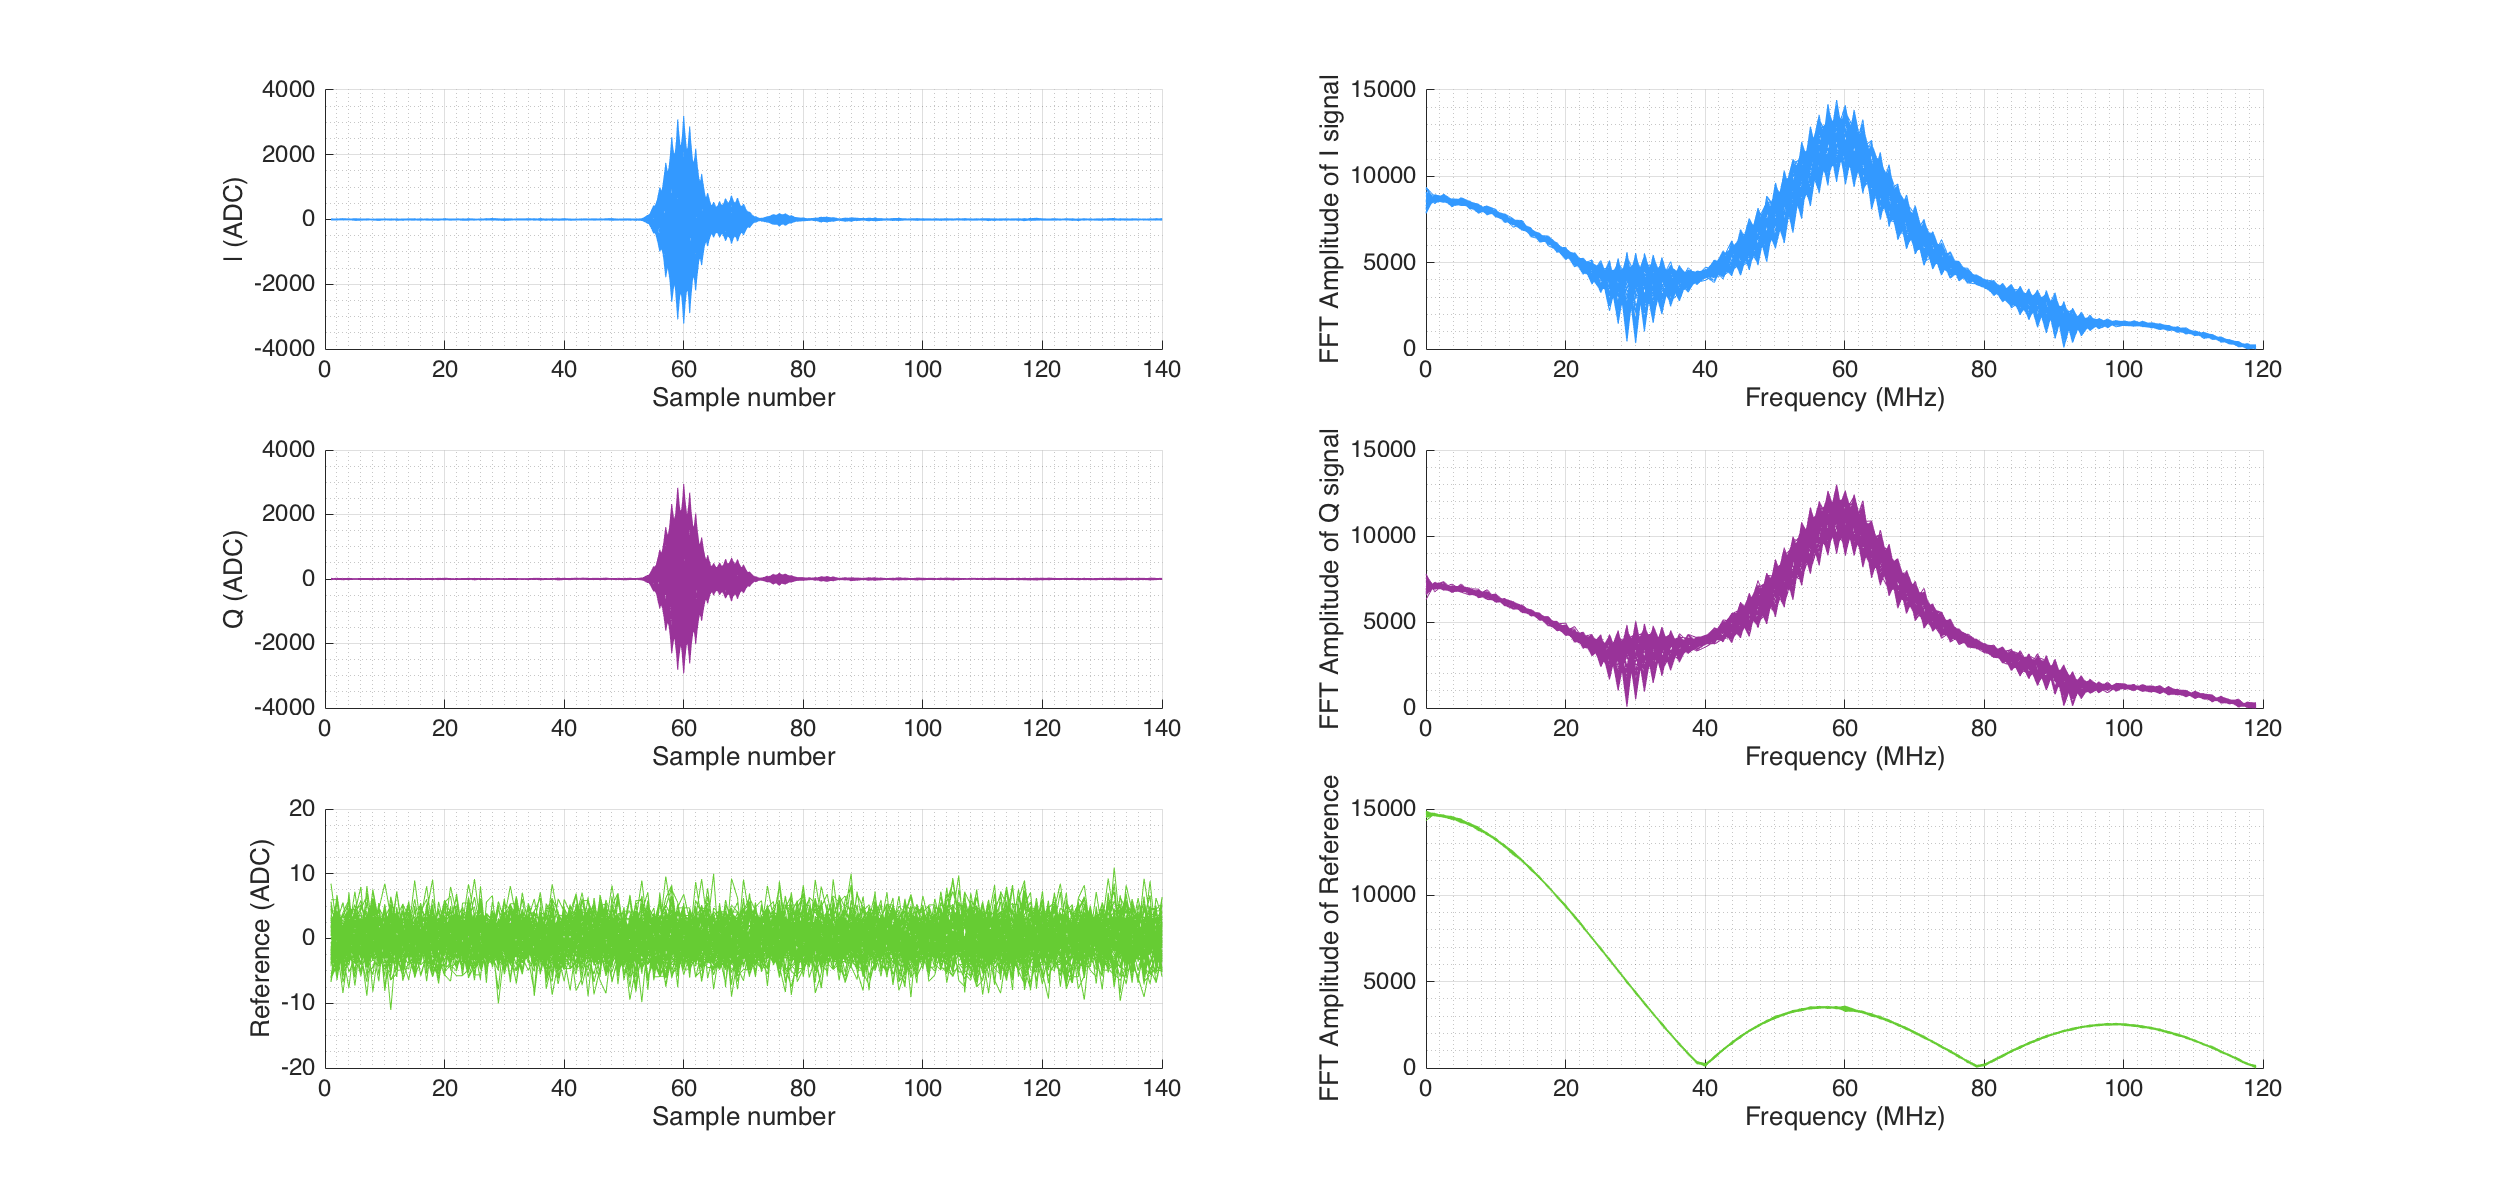 4000
2000
0
-2000
-4000
I (ADC)
0 20 40 60 80 100 120 140
Sample number
15000
10000
5000
0
FFT Amplitude of I signal
0 20 40 60 80 100 120
Frequency (MHz)
4000
2000
0
-2000
-4000
Q (ADC)
0 20 40 60 80 100 120 140
Sample number
15000
10000
5000
0
FFT Amplitude of Q signal
0 20 40 60 80 100 120
Frequency (MHz)
20
10
0
-10
-20
Reference (ADC)
0 20 40 60 80 100 120 140
Sample number
15000
10000
5000
0
FFT Amplitude of Reference
0 20 40 60 80 100 120
Frequency (MHz)